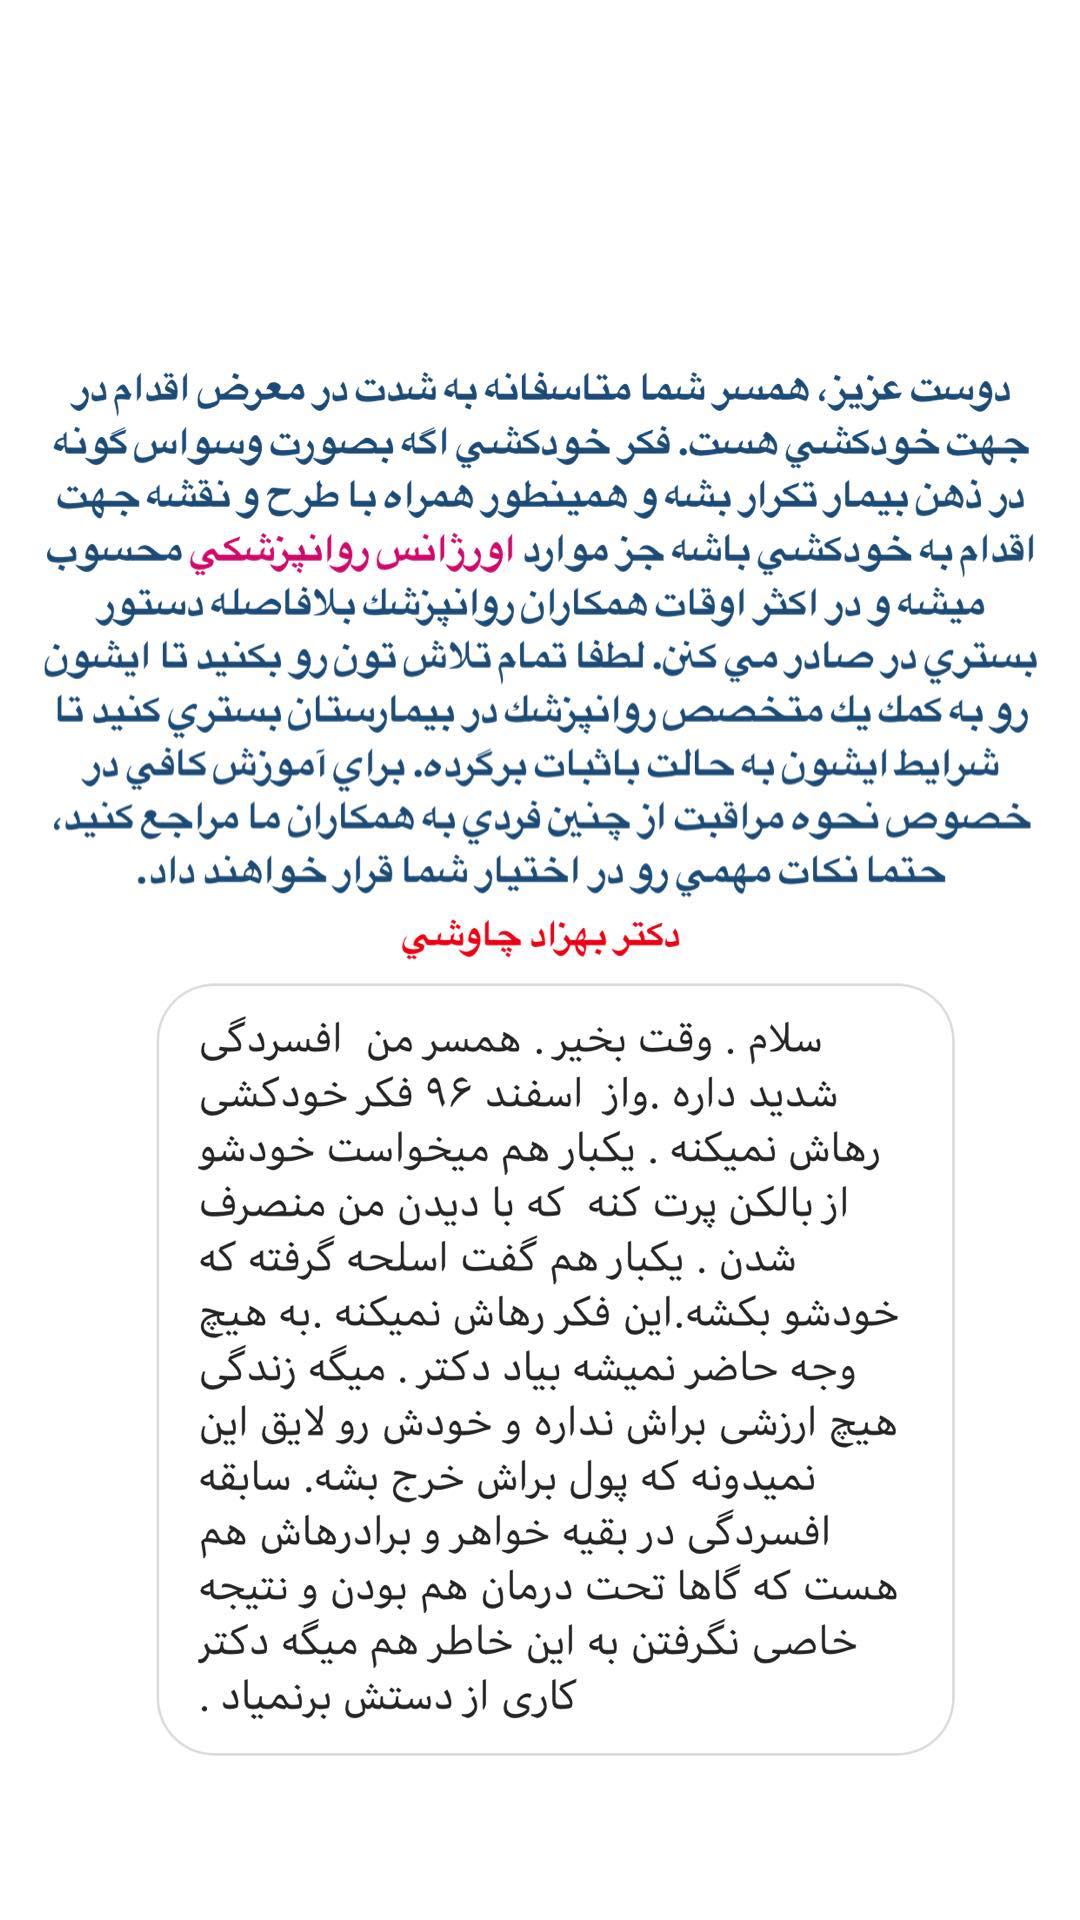 دوست عزيز، همسر شما متاسفانه به شدت در معرض اقدام در
جهت خودكشي هست. فكر خودكشي اگه بصورت وسواس گونه
در ذهن بيمار تكرار بشه و همينطور همراه با طرح و نقشه جهت
اقدام به خودكشي باشه جز موارد اورژانس روانپزشكي محسوب
ميشه و در اكثر اوقات همكاران روانپزشك بلافاصله دستور
بستري در صادر مي كنن. لطفا تمام تلاش تون رو بكنيد تا ايشون
رو به كمك يك متخصص روانپزشك در بيمارستان بستري كنيد تا
شرايط ايشون به حالت باثبات برگرده. براي آموزش كافي در
خصوص نحوه مراقبت از چنين فردي به همكاران ما مراجع كنيد،
حتما نكات مهمي رو در اختيار شما قرار خواهند داد.
دكتر بهزاد چاوشي
سلام . وقت بخیر . همسر من افسردگی
شدید داره .واز اسفند ۹۶ فکر خودکشی
رهاش نمیکنه . یکبار هم میخواست خودشو
از بالکن پرت کنه که با دیدن من منصرف
شدن . یکبار هم گفت اسلحه گرفته که
خودشو بکشه.این فکر رهاش نمیکنه .به هیچ
وجه حاضر نمیشه بیاد دکتر . میگه زندگی
هیچ ارزشی براش نداره و خودش رو لایق این
نمیدونه که پول براش خرج بشه. سابقه
افسردگی در بقیه خواهر و برادرهاش هم
هست که گاها تحت درمان هم بودن و نتیجه
خاصی نگرفتن به این خاطر هم میگه دکتر
کاری از دستش برنمیاد .